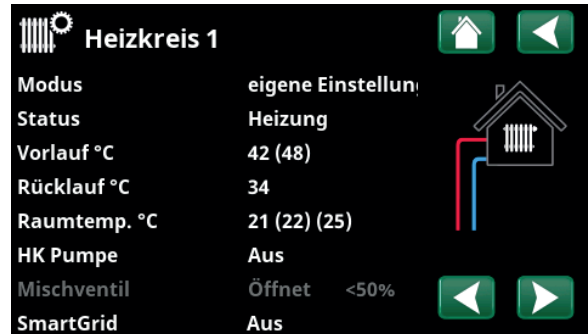 Heizkreis 1
Modus eigene Einstellun
Status Heizung
Vorlauf °C 42 (48)
Rücklauf °C 34
Raumtemp. °C 21 (22) (25)
HK Pumpe Aus
Mischventil Öffnet <50%
SmartGrid Aus